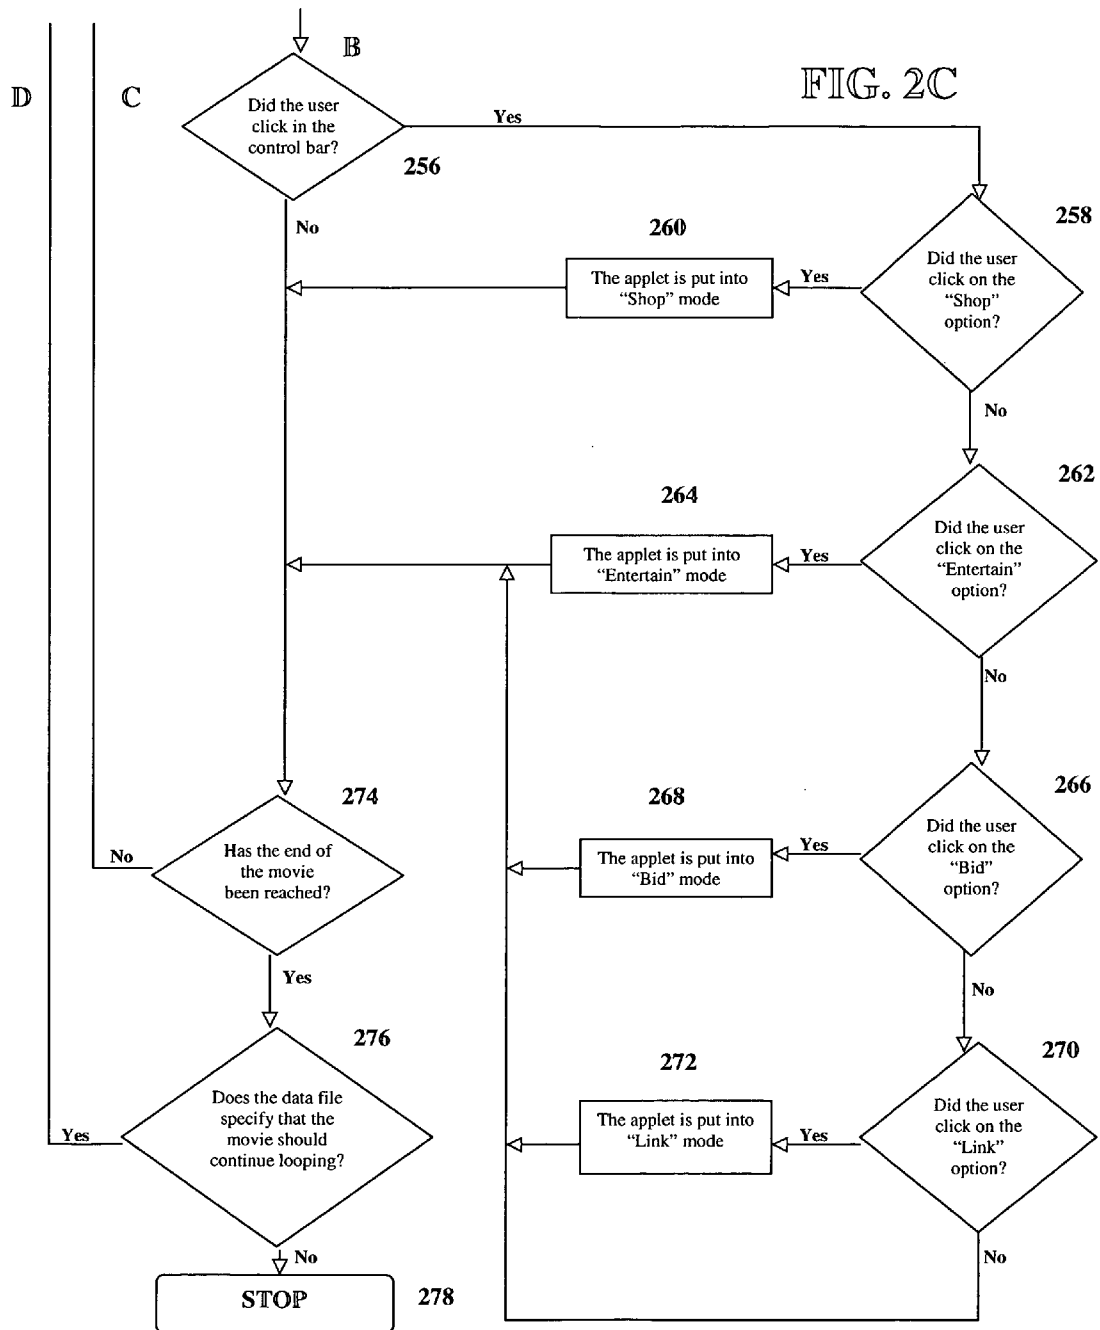 B
D
C
FIG. 2C
Did the user
click in the
control bar?
Yes
256
No
258
Did the user
click on the
"Shop"
option?
Yes
260
The applet is put into
"Shop" mode
No
262
Did the user
click on the
"Entertain"
option?
Yes
264
The applet is put into
"Entertain" mode
No
266
Did the user
click on the
"Bid"
option?
Yes
268
The applet is put into
"Bid" mode
No
270
Did the user
click on the
"Link"
option?
Yes
272
The applet is put into
"Link" mode
No
274
Has the end of
the movie
been reached?
No
Yes
276
Does the data file
specify that the
movie should
continue looping?
Yes
No
STOP
278